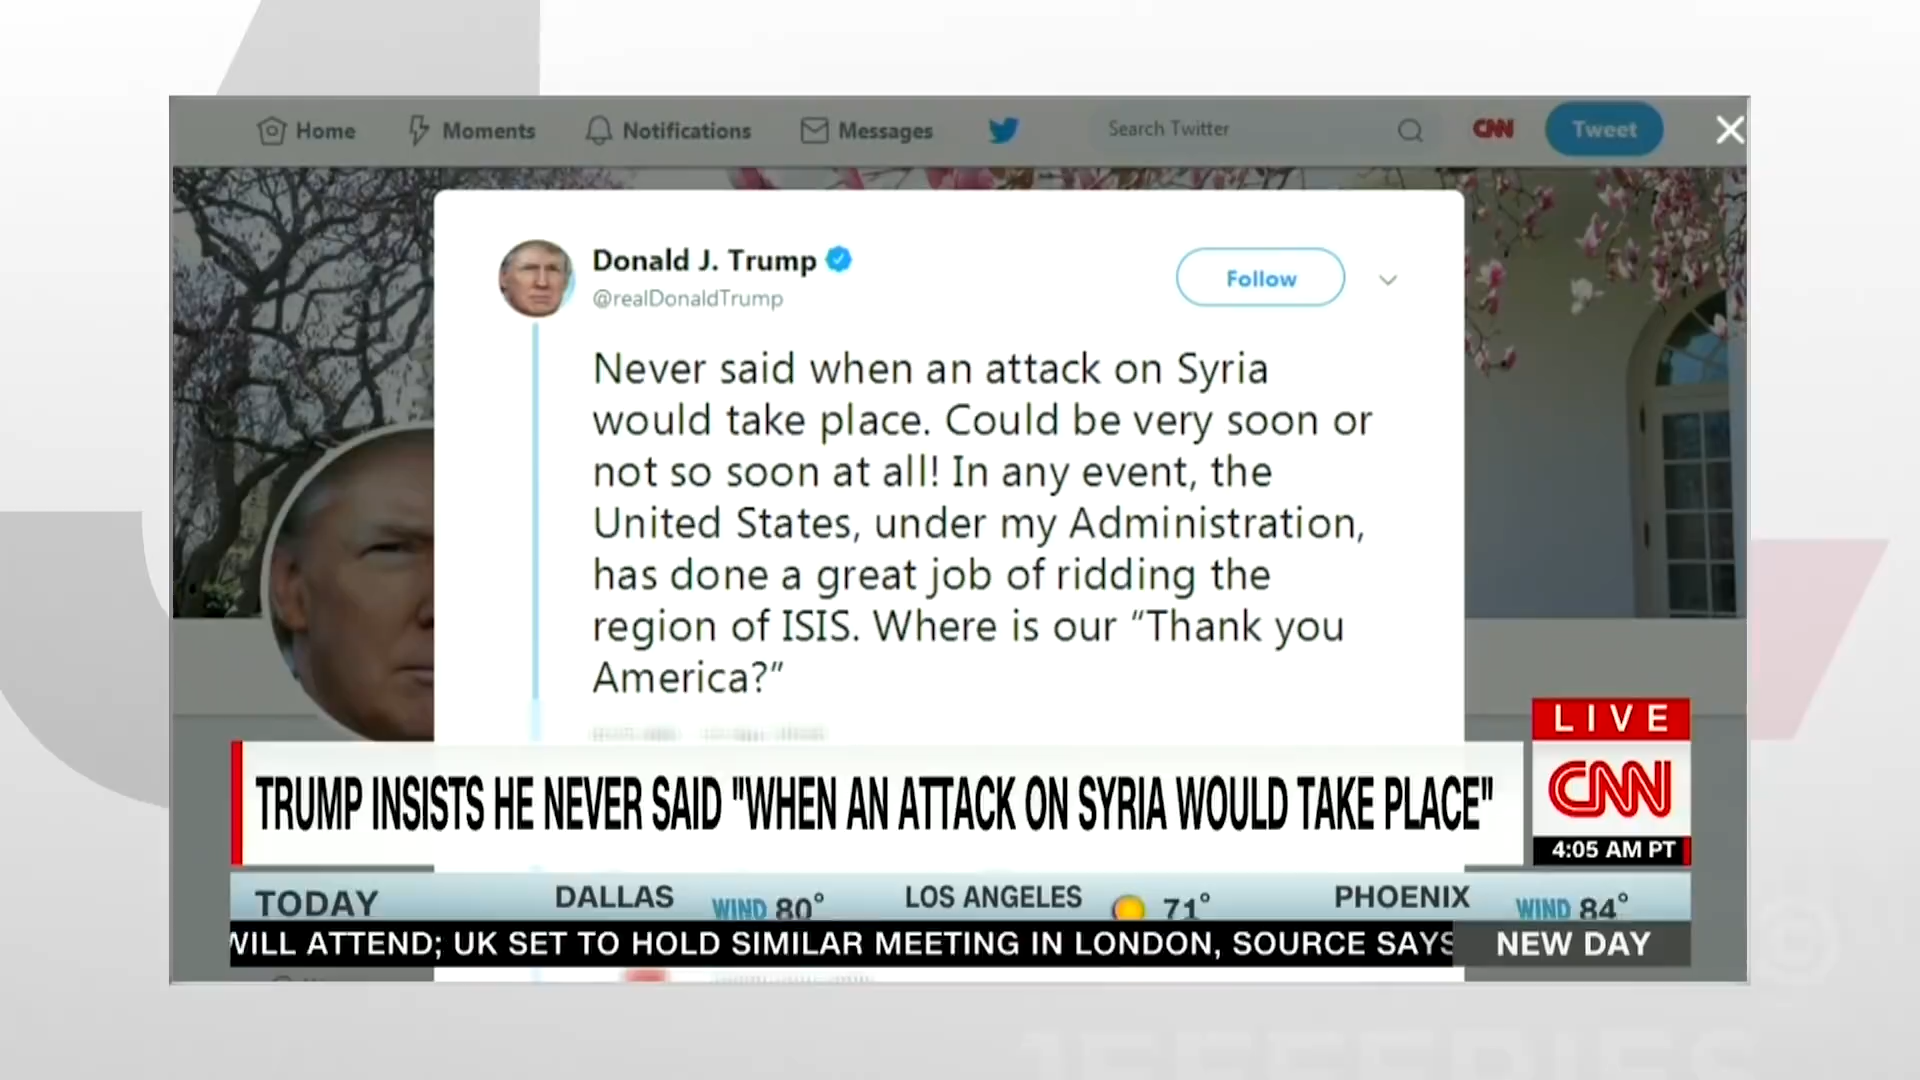 Home
Moments
Notifications
Messages
Search Twitter
CNN
Tweet
Donald J. Trump
@realDonaldTrump
Follow
Never said when an attack on Syria
would take place. Could be very soon or
not so soon at all! In any event, the
United States, under my Administration,
has done a great job of ridding the
region of ISIS. Where is our “Thank you
America?”
LIVE
TRUMP INSISTS HE NEVER SAID "WHEN AN ATTACK ON SYRIA WOULD TAKE PLACE"
CNN
4:05 AM PT
TODAY DALLAS WIND 80° LOS ANGELES 71° PHOENIX WIND 84°
WILL ATTEND; UK SET TO HOLD SIMILAR MEETING IN LONDON, SOURCE SAYS
NEW DAY
JEFFERIES